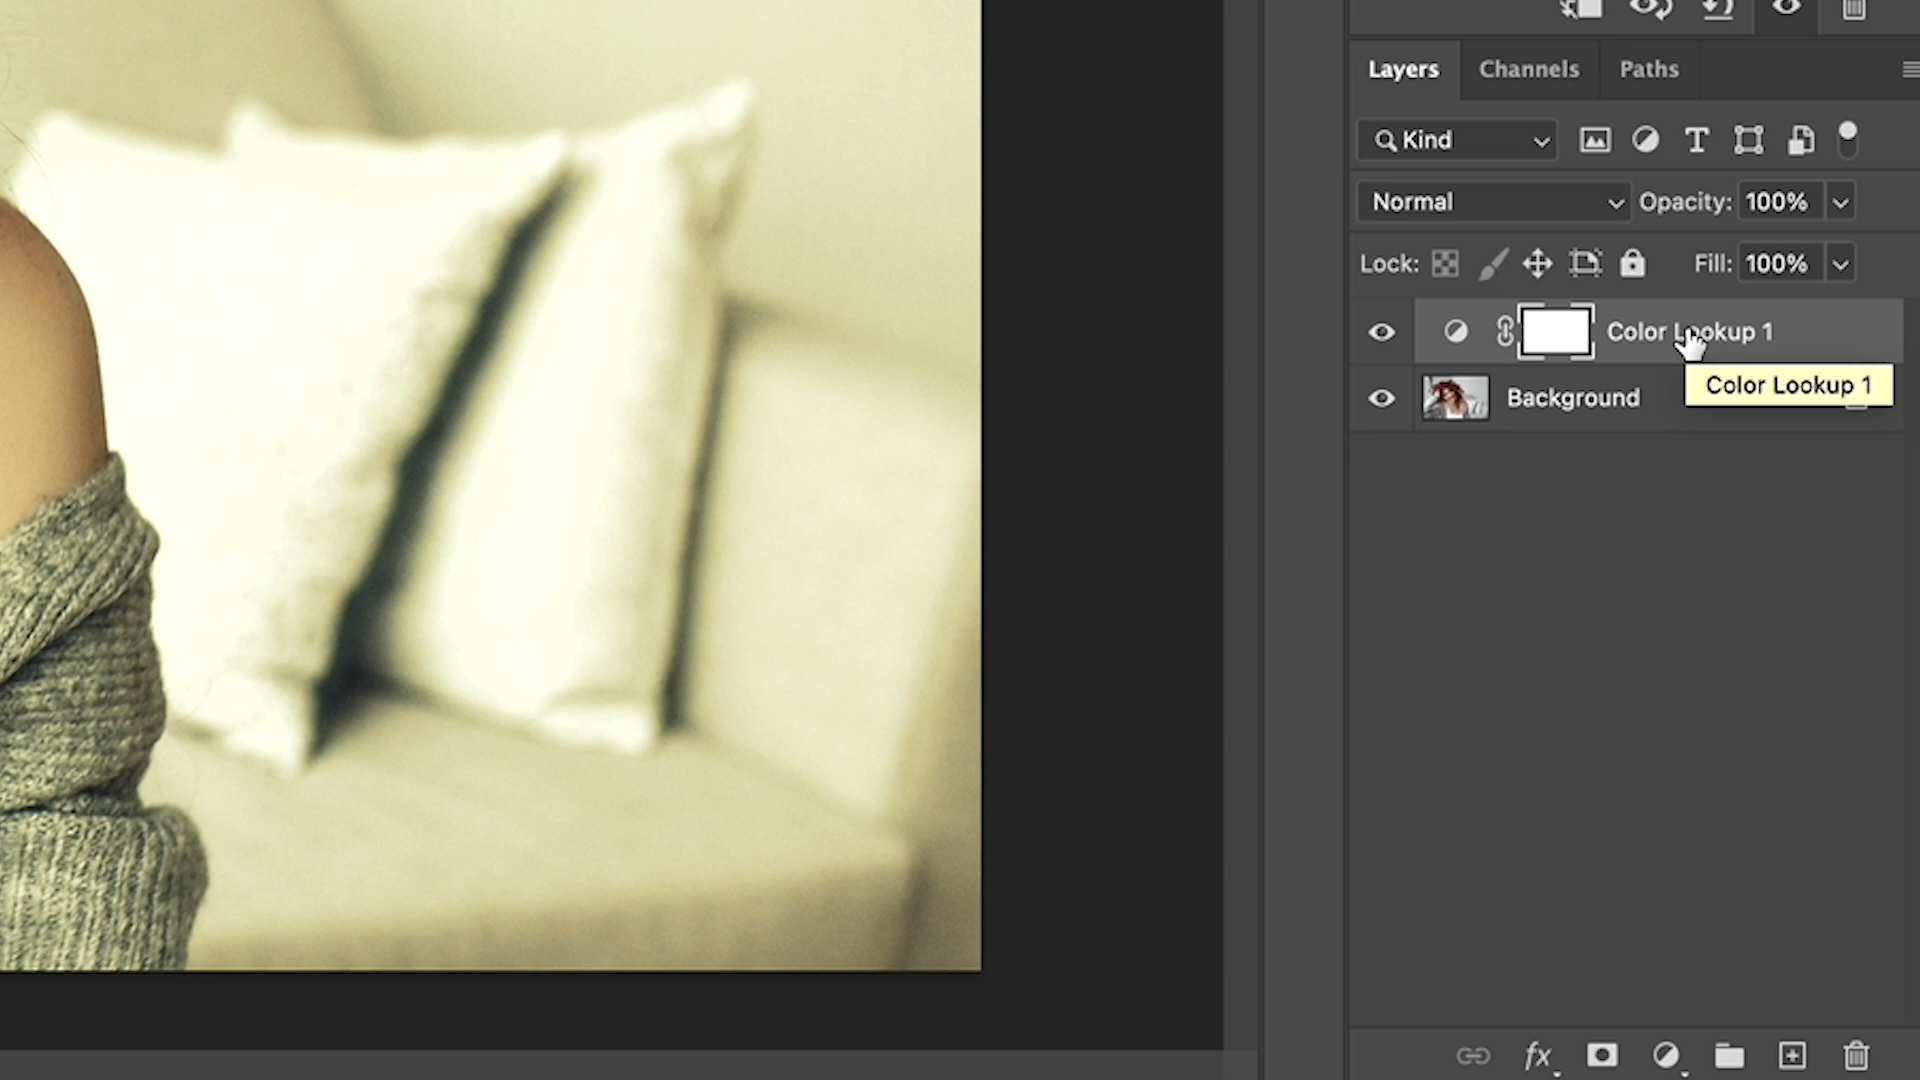 Layers Channels Paths
Kind
Normal Opacity: 100%
Lock: Fill: 100%
Color Lookup 1
Color Lookup 1
Background
fx